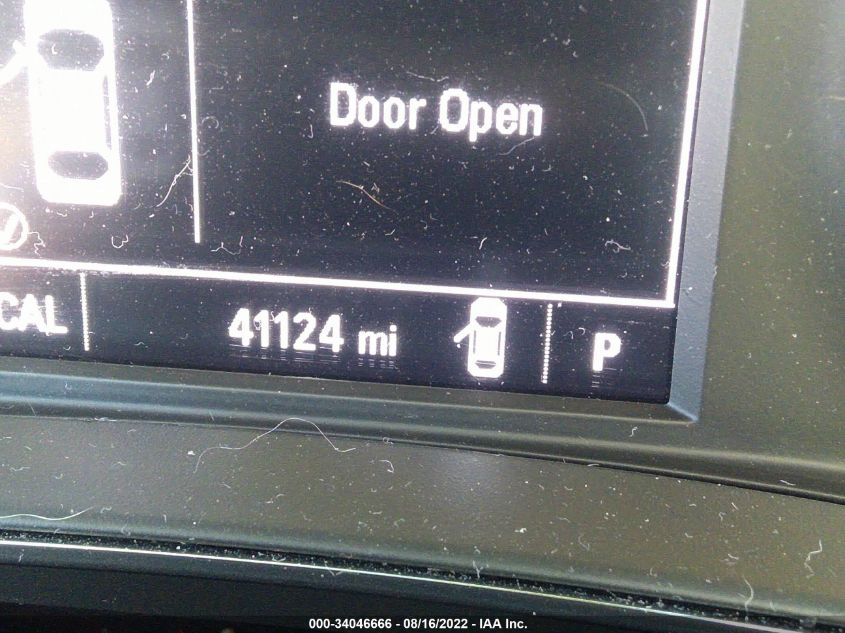 Door Open
CAL
41124 mi
P
000-34046666 - 08/16/2022 - IAA Inc.